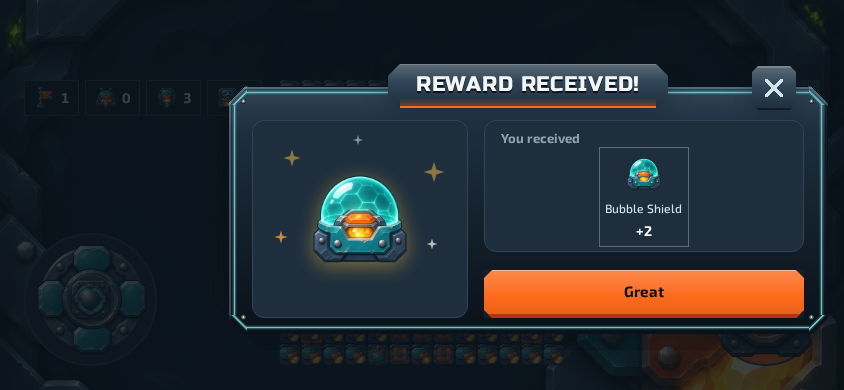 REWARD RECEIVED!
1
0
3
You received
Bubble Shield
+2
Great